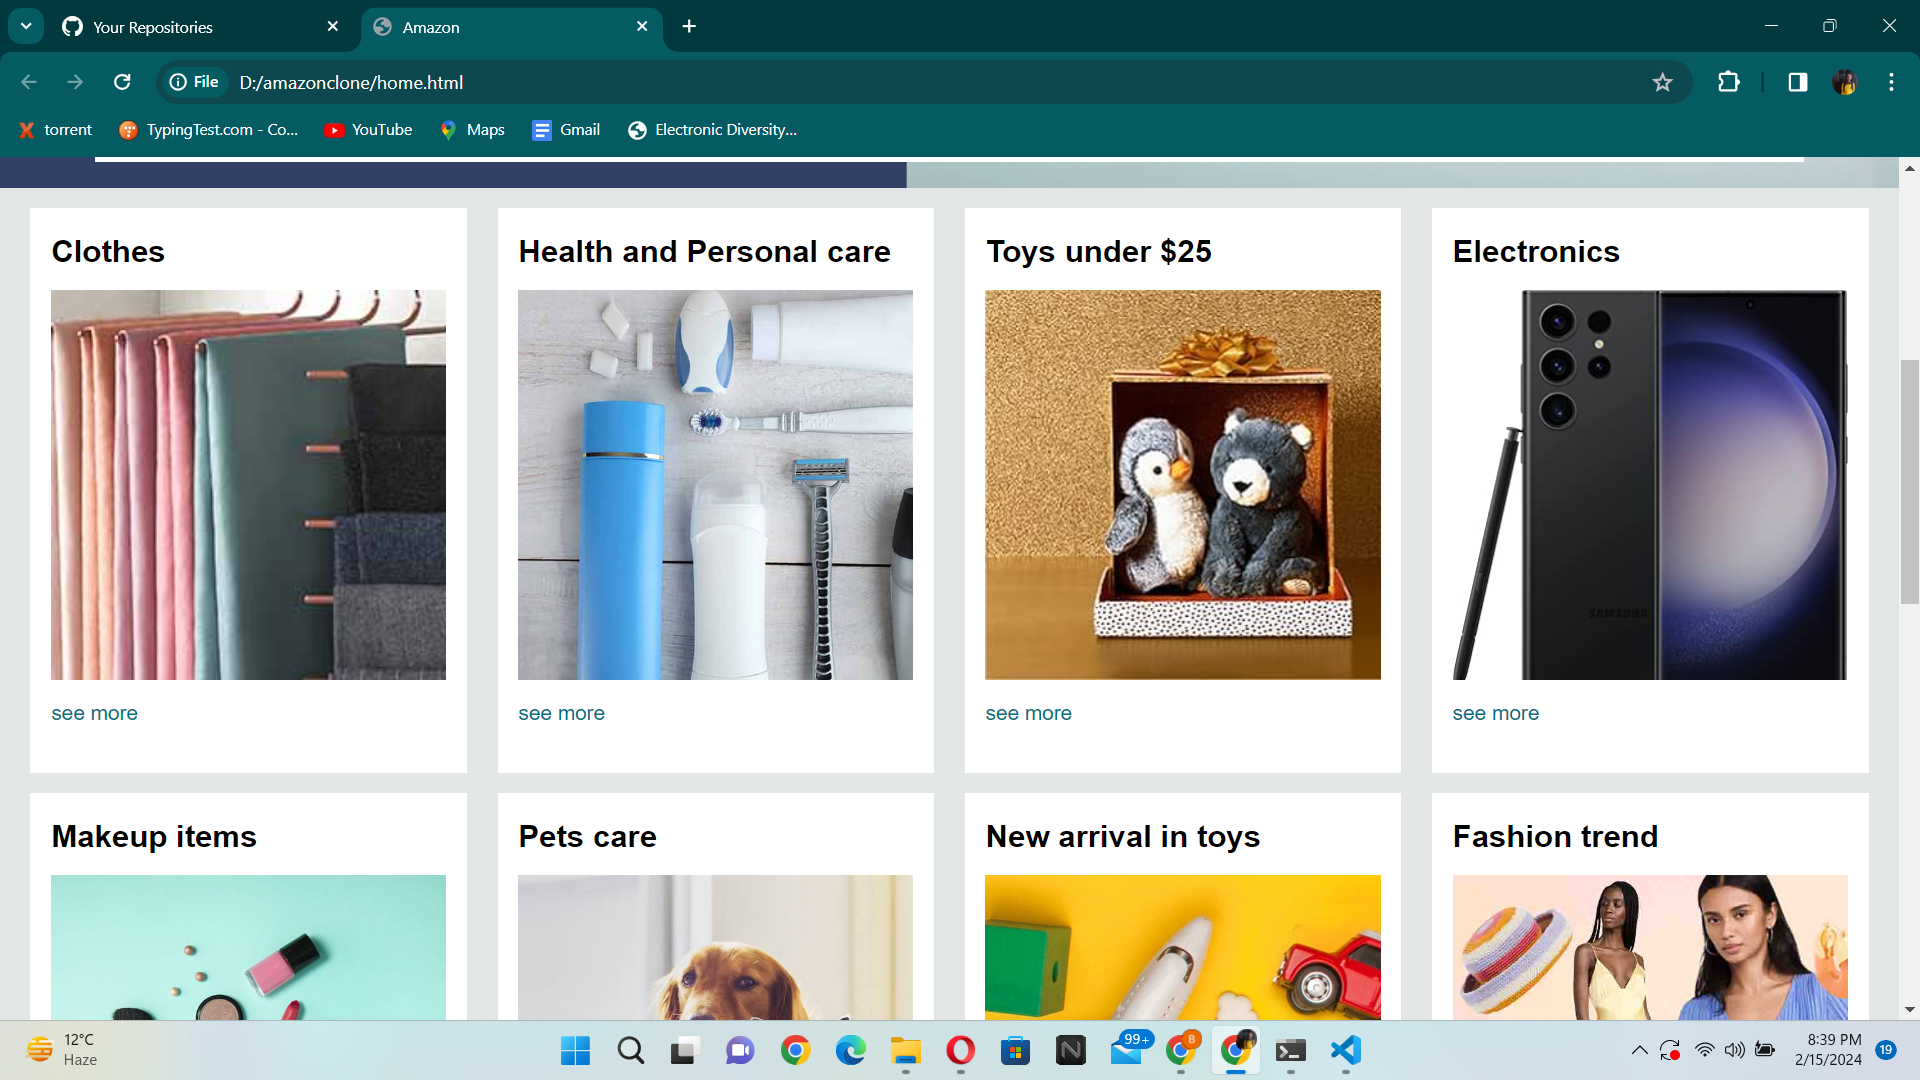 Your Repositories
Amazon
File
D:/amazonclone/home.html
torrent
TypingTest.com - Co...
YouTube
Maps
Gmail
Electronic Diversity...
Clothes
Health and Personal care
Toys under $25
Electronics
SAMSUNG
see more
see more
see more
see more
Makeup items
Pets care
New arrival in toys
Fashion trend
12°C
Haze
99+
B
8:39 PM
2/15/2024
19